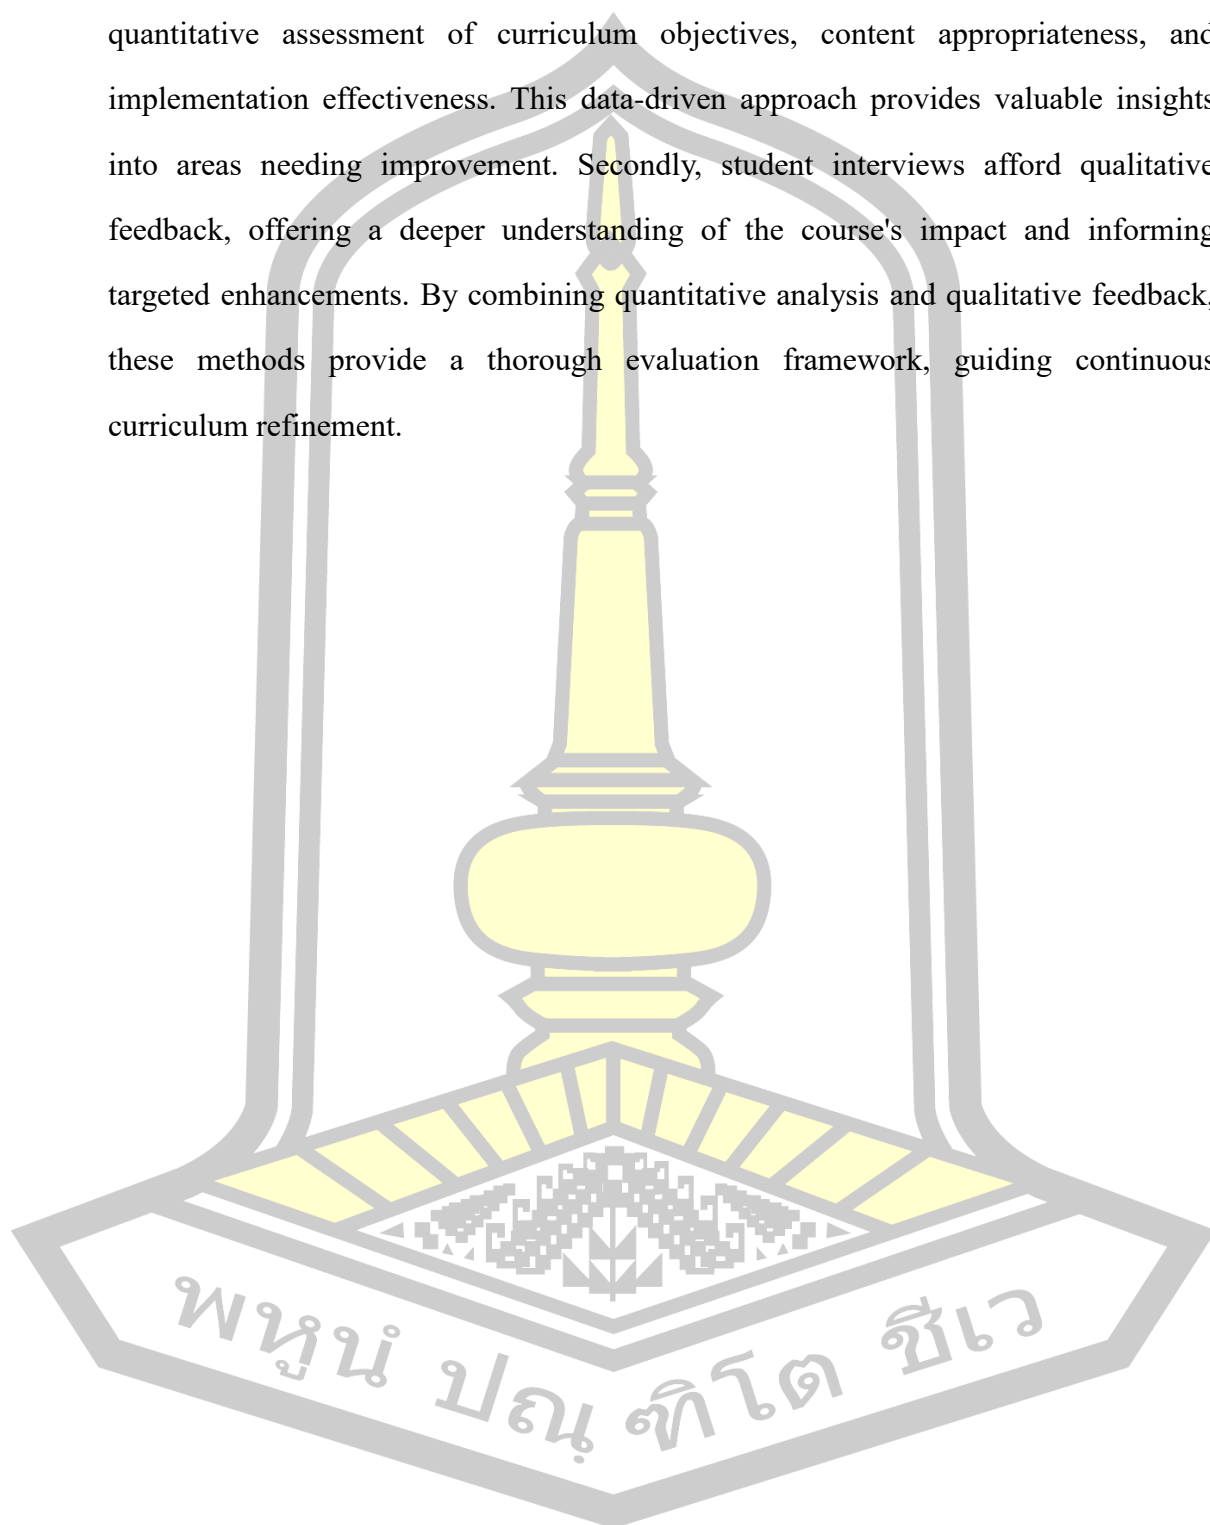 quantitative assessment of curriculum objectives, content appropriateness, and
implementation effectiveness. This data-driven approach provides valuable insights
into areas needing improvement. Secondly, student interviews afford qualitative
feedback, offering a deeper understanding of the course's impact and informing
targeted enhancements. By combining quantitative analysis and qualitative feedback,
these methods provide a thorough evaluation framework, guiding continuous
curriculum refinement.
พหูนํ ปณฺ ฑิโต ชีเว